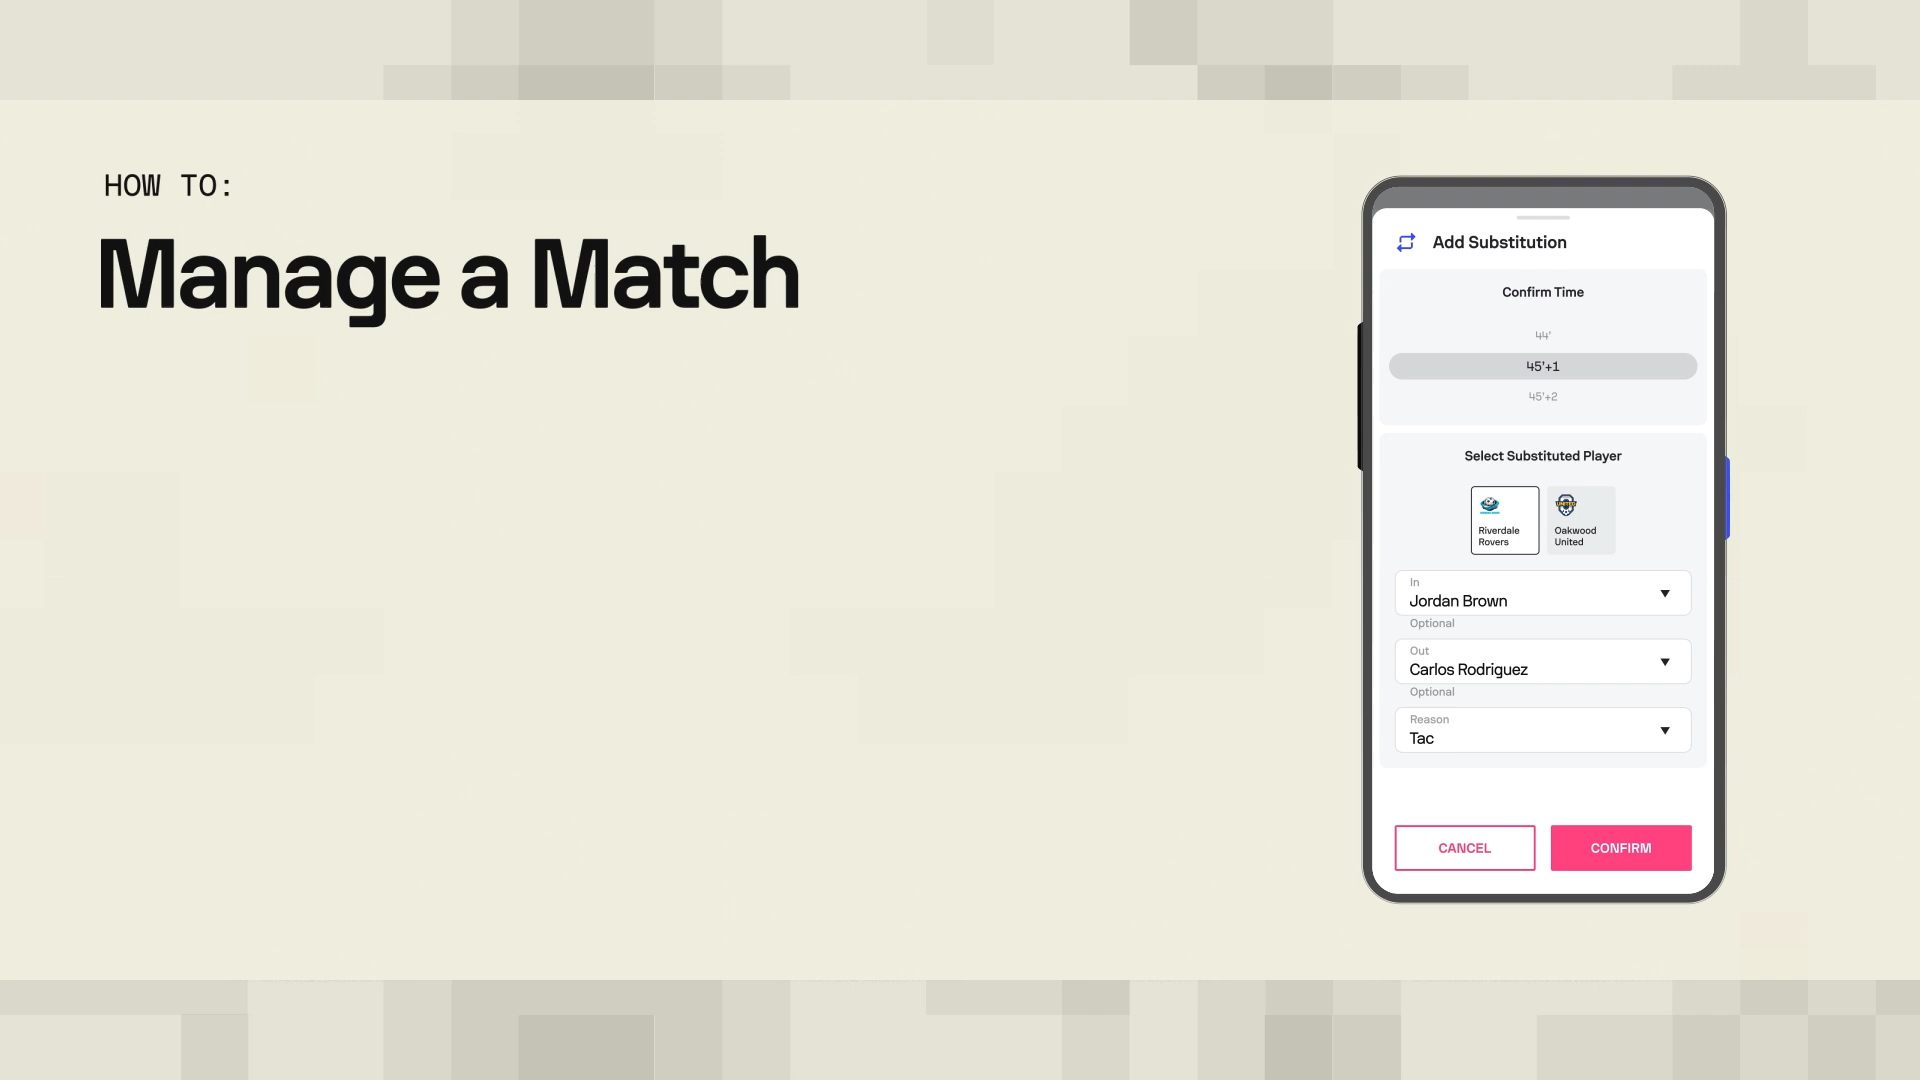 HOW TO:
Manage a Match
Add Substitution
Confirm Time
44'
45'+1
45'+2
Select Substituted Player
Riverdale
Rovers
Oakwood
United
In
Jordan Brown
Optional
Out
Carlos Rodriguez
Optional
Reason
Tac
CANCEL
CONFIRM